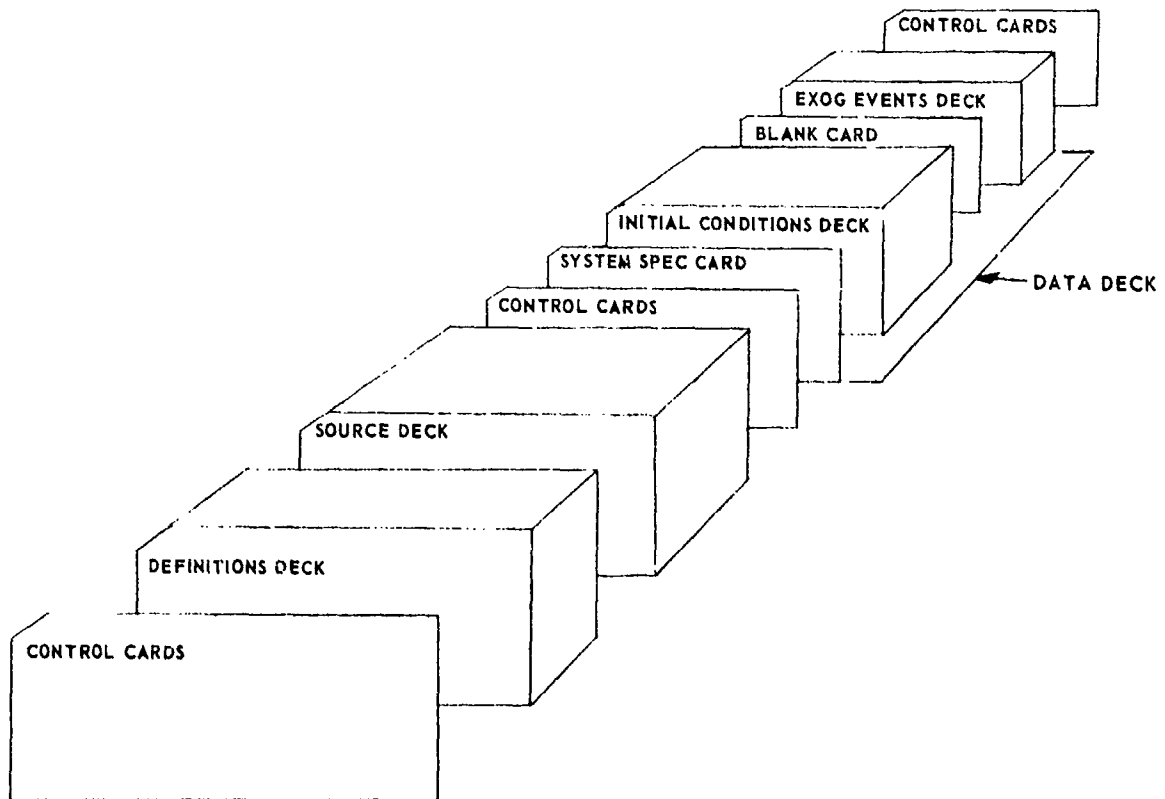 CONTROL CARDS
EXOG EVENTS DECK
BLANK CARD
INITIAL CONDITIONS DECK
SYSTEM SPEC CARD
DATA DECK
CONTROL CARDS
SOURCE DECK
DEFINITIONS DECK
CONTROL CARDS